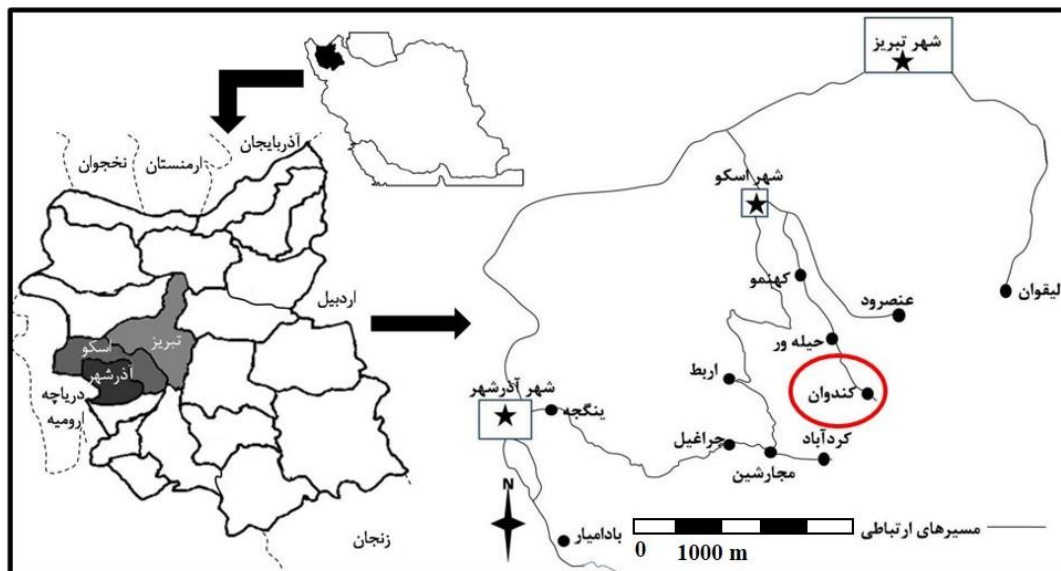 شهر تبریز
آذربایجان
ارمنستان
نخجوان
اردبیل
تبریز
اسکو
آذرشهر
دریاچه
ارومیه
زنجان
شهر اسکو
کهنمو
عنصرود
لیقوان
حیله ور
کندوان
اربط
شهر آذرشهر
ینگجه
چراغیل
مجارشین
کردآباد
N
بادامیار
مسیرهای ارتباطی
0 1000 m